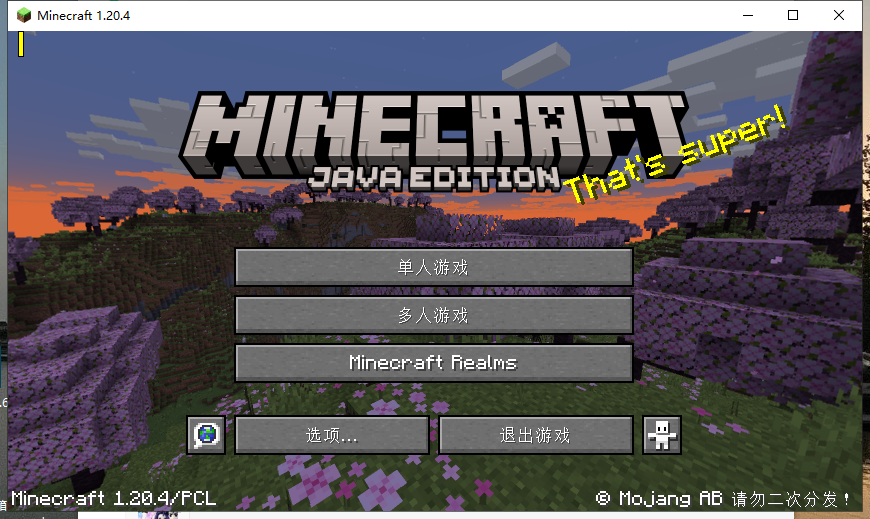 Minecraft 1.20.4
MINECRAFT
JAVA EDITION
That's super!
单人游戏
多人游戏
Minecraft Realms
选项...
退出游戏
Minecraft 1.20.4/PCL
© Mojang AB 请勿二次分发！